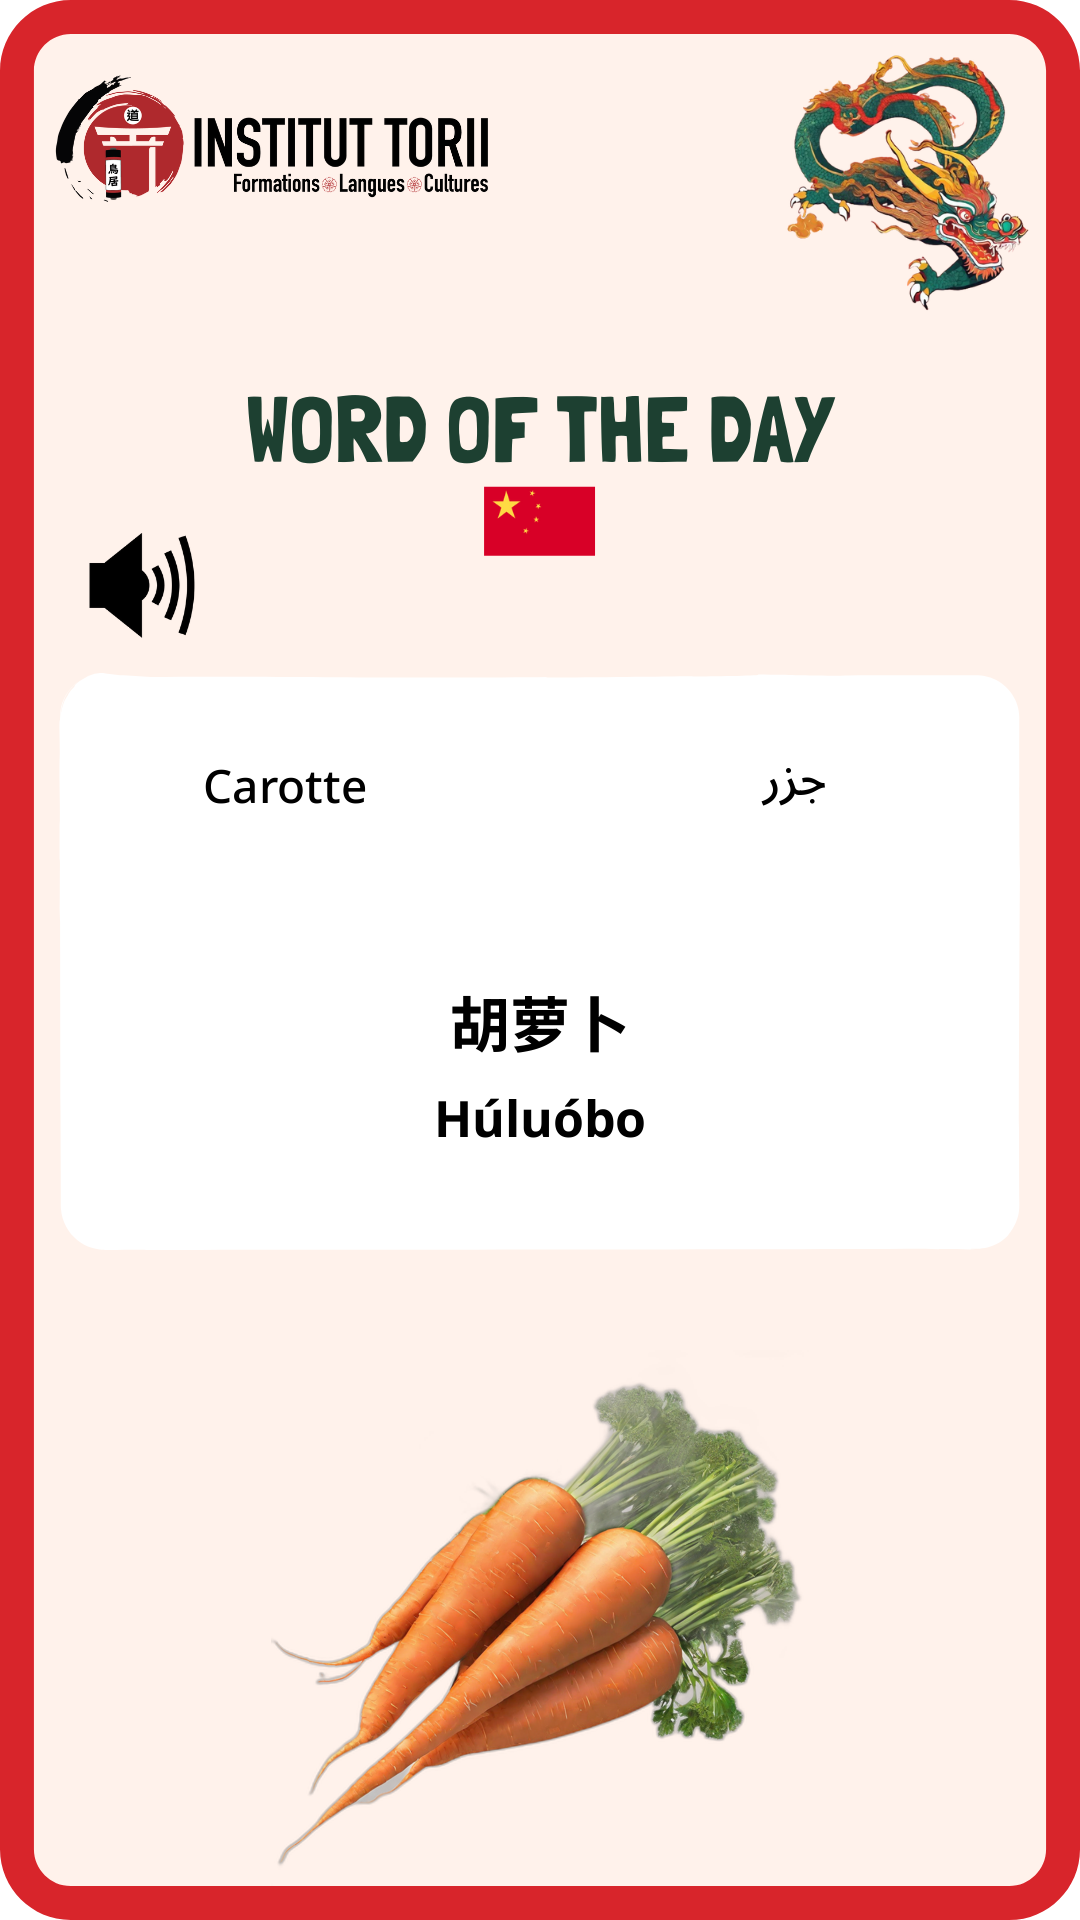 道
鳥
居
INSTITUT TORII
Formations Langues Cultures
WORD OF THE DAY
Carotte
جزر
胡萝卜
Húluóbo